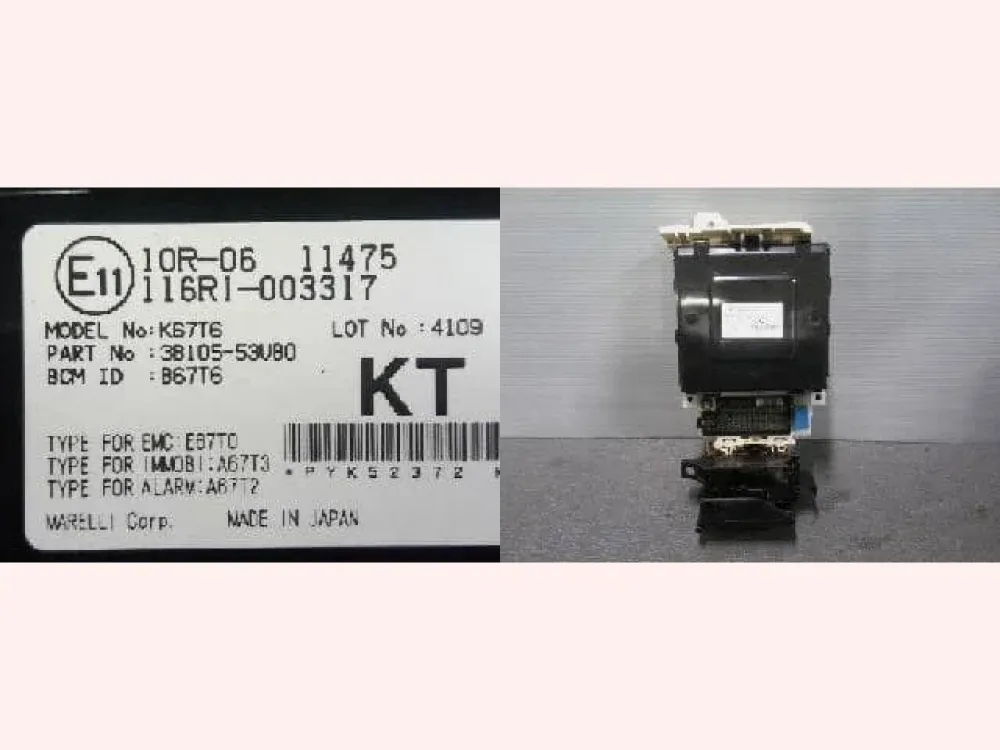 E11
10R-06 11475
116RI-003317
MODEL No:K67T6 LOT No :4109
PART No :38105-53U80
BCM ID :B67T6
KT
TYPE FOR EMC:E67T0
TYPE FOR IMMOBI:A67T3
TYPE FOR ALARM:A67T2
*PYK52372
MARELLI Corp. MADE IN JAPAN